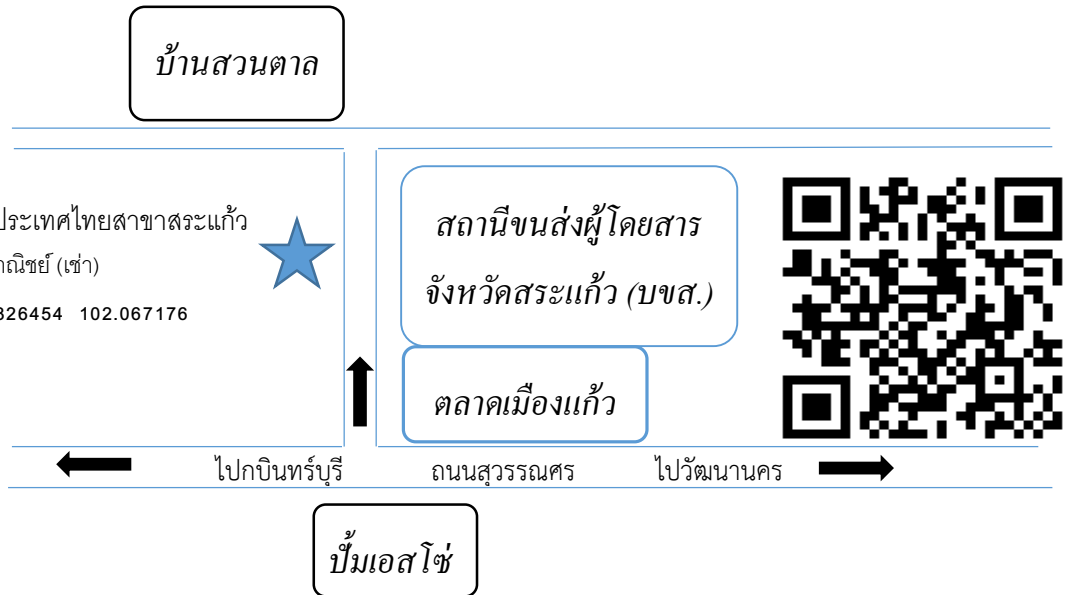 บ้านสวนตาล
ประเทศไทยสาขาสระแก้ว
าณิชย์ (เช่า)
326454 102.067176
สถานีขนส่งผู้โดยสาร
จังหวัดสระแก้ว (บขส.)
ตลาดเมืองแก้ว
ไปกบินทร์บุรี ถนนสุวรรณศร ไปวัฒนานคร
ปั้มเอสโซ่